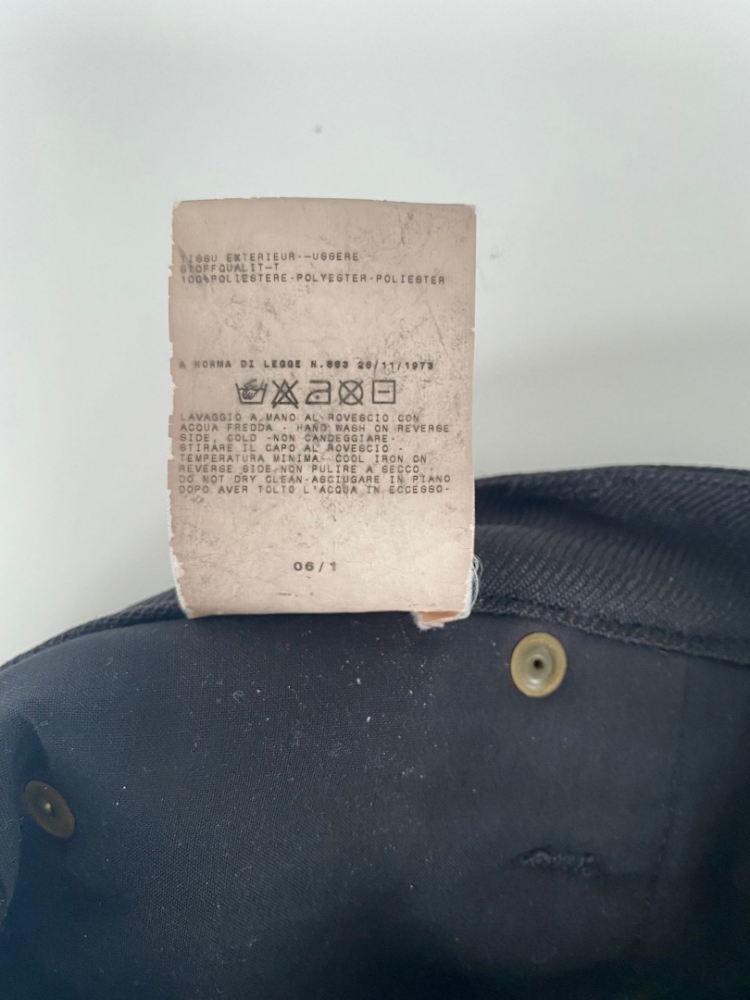 TISSU EXTERIEUR--USSERE
STOFFQUALIT-T
100%POLIESTERE-POLYESTER-POLIESTER
A NORMA DI LEGGE N.883 26/11/1973
LAVAGGIO A MANO AL ROVESCIO CON
ACQUA FREDDA - HAND WASH ON REVERSE
SIDE, COLD -NON CANDEGGIARE-
STIRARE IL CAPO AL ROVESCIO -
TEMPERATURA MINIMA- COOL IRON ON
REVERSE SIDE-NON PULIRE A SECCO -
DO NOT DRY CLEAN-ASCIUGARE IN PIANO
DOPO AVER TOLTO L'ACQUA IN ECCESSO-
06/1